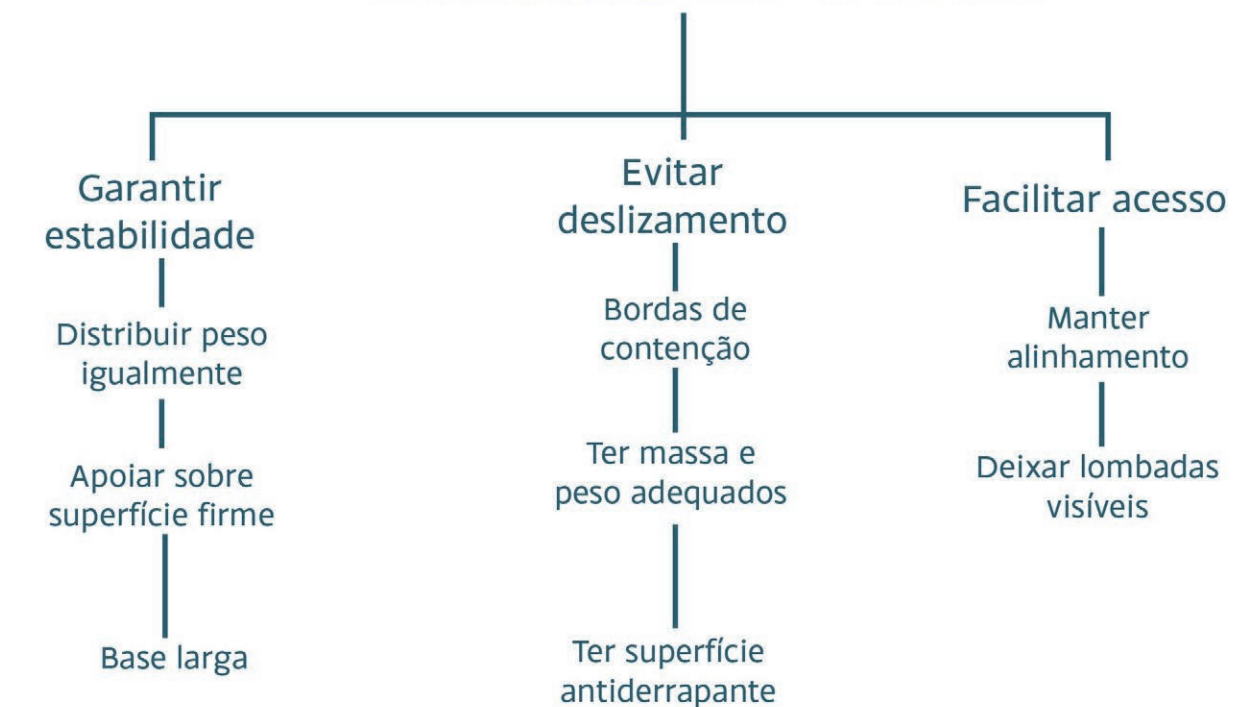 Garantir
estabilidade
Distribuir peso
igualmente
Apoiar sobre
superfície firme
Base larga
Evitar
deslizamento
Bordas de
contenção
Ter massa e
peso adequados
Ter superfície
antiderrapante
Facilitar acesso
Manter
alinhamento
Deixar lombadas
visíveis